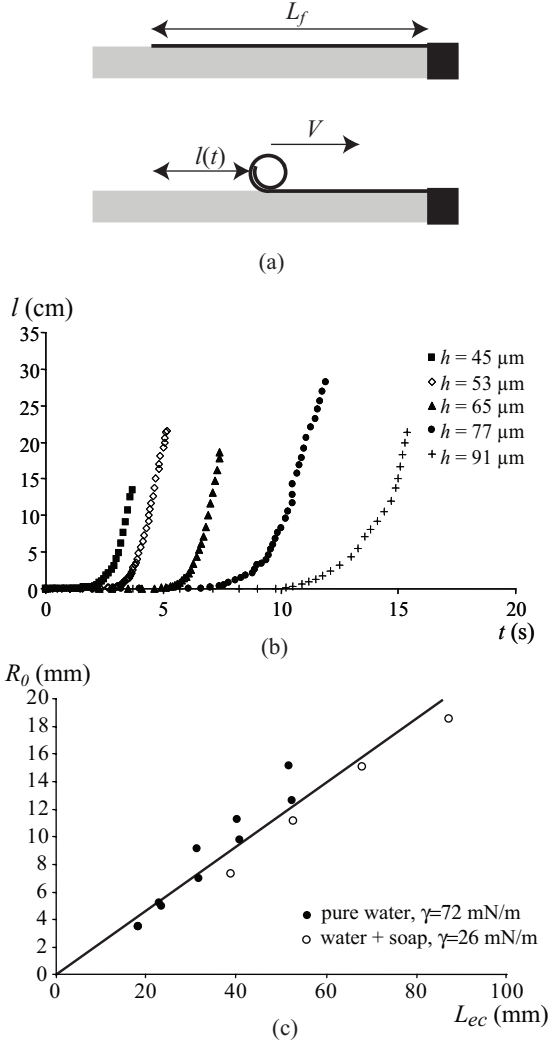 L_f
V
l(t)
(a)
l (cm)
35
30
25
20
15
10
5
0
0 5 10 15 20
t (s)
h = 45 µm
h = 53 µm
h = 65 µm
h = 77 µm
h = 91 µm
(b)
R_0 (mm)
20
18
16
14
12
10
8
6
4
2
0
pure water, γ=72 mN/m
water + soap, γ=26 mN/m
0 20 40 60 80 100
L_ec (mm)
(c)